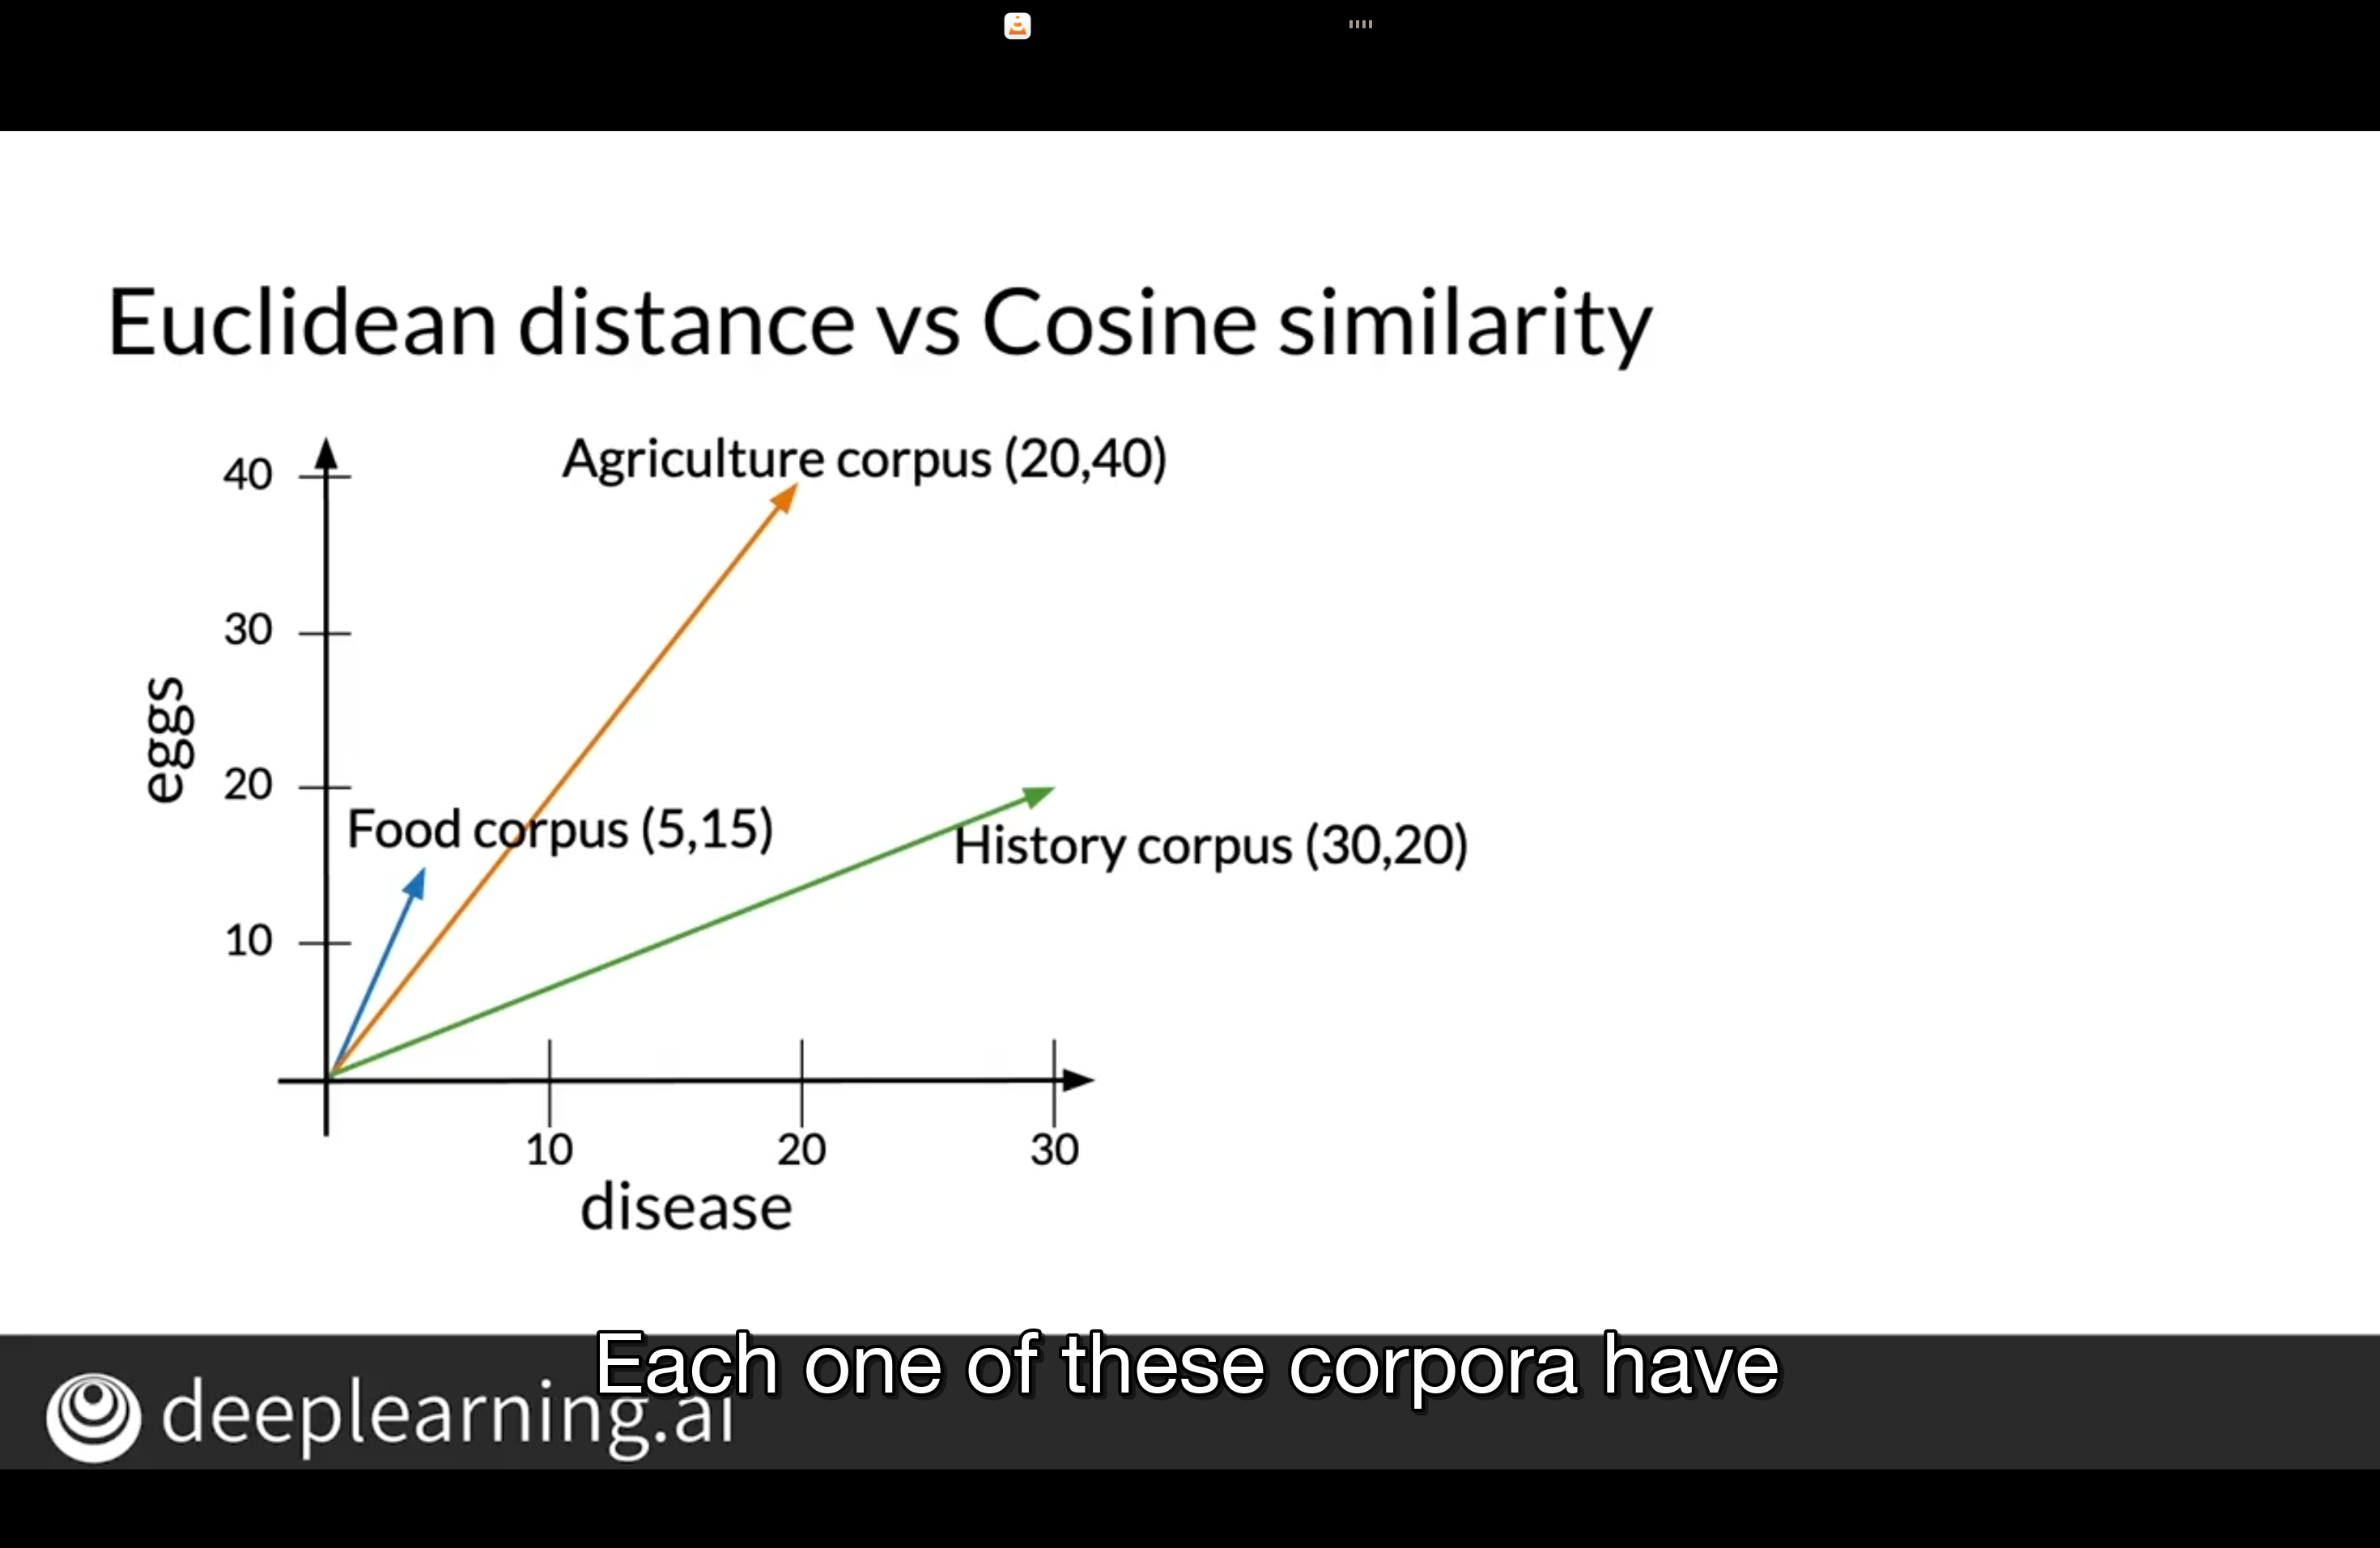 Euclidean distance vs Cosine similarity
Agriculture corpus (20,40)
40
30
eggs
20
Food corpus (5,15)
History corpus (30,20)
10
10
20
30
disease
Each one of these corpora have
deeplearning.ai